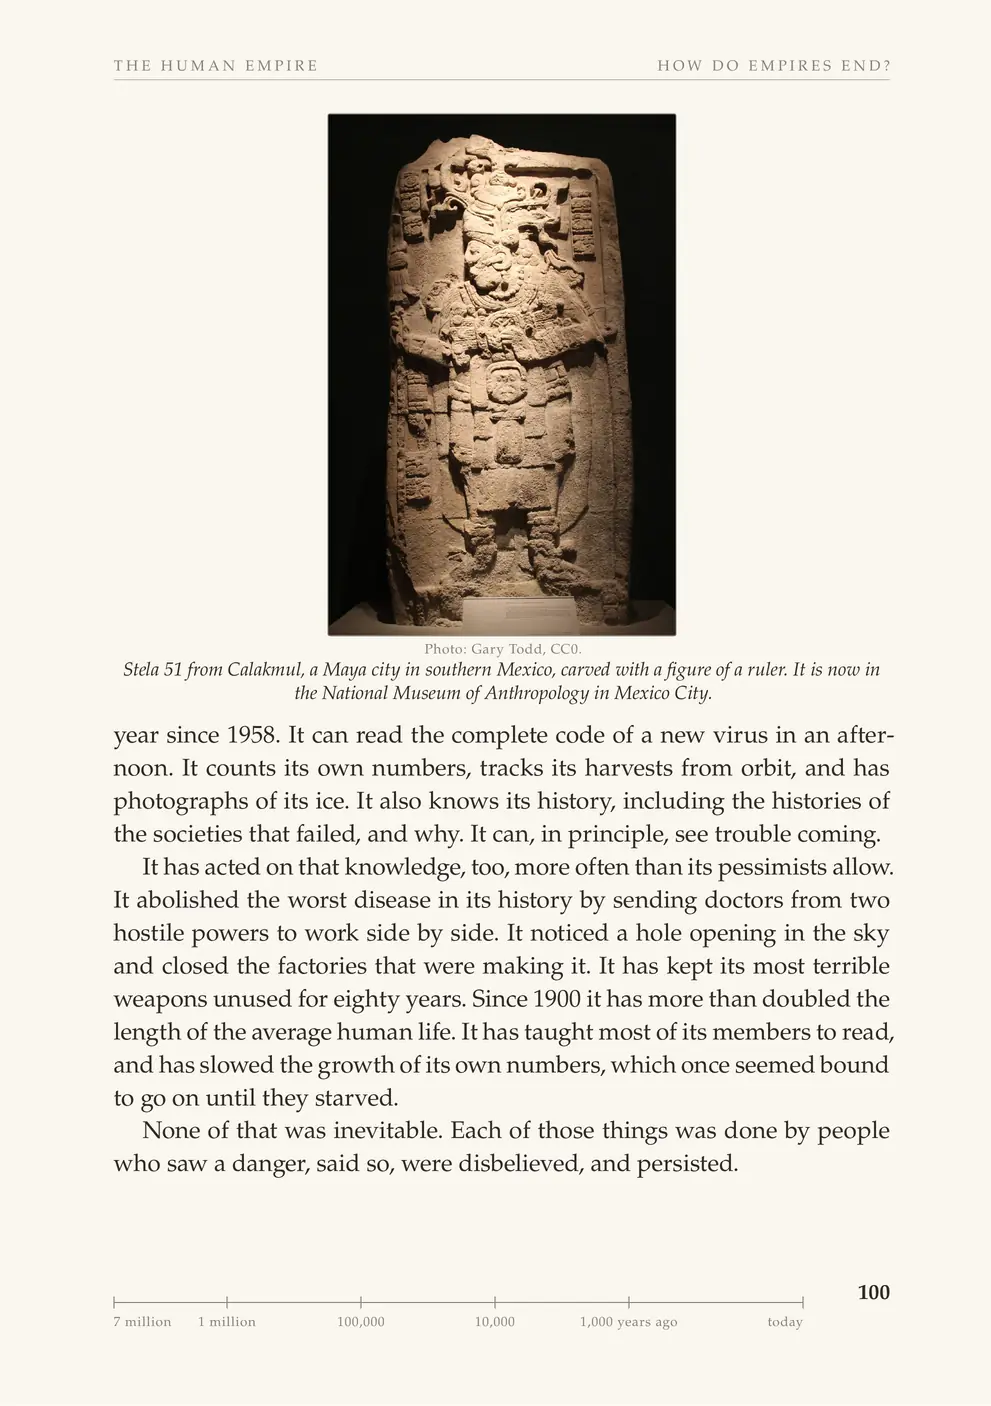 THE HUMAN EMPIRE
HOW DO EMPIRES END?
Photo: Gary Todd, CC0.
Stela 51 from Calakmul, a Maya city in southern Mexico, carved with a figure of a ruler. It is now in
the National Museum of Anthropology in Mexico City.
year since 1958. It can read the complete code of a new virus in an after-
noon. It counts its own numbers, tracks its harvests from orbit, and has
photographs of its ice. It also knows its history, including the histories of
the societies that failed, and why. It can, in principle, see trouble coming.
It has acted on that knowledge, too, more often than its pessimists allow.
It abolished the worst disease in its history by sending doctors from two
hostile powers to work side by side. It noticed a hole opening in the sky
and closed the factories that were making it. It has kept its most terrible
weapons unused for eighty years. Since 1900 it has more than doubled the
length of the average human life. It has taught most of its members to read,
and has slowed the growth of its own numbers, which once seemed bound
to go on until they starved.
None of that was inevitable. Each of those things was done by people
who saw a danger, said so, were disbelieved, and persisted.
100
7 million 1 million 100,000 10,000 1,000 years ago today